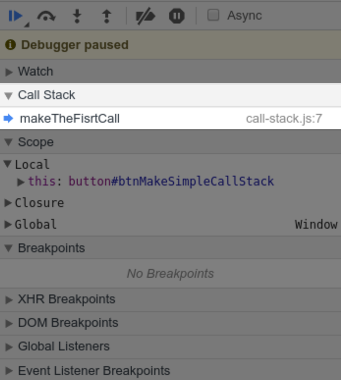 Async
Debugger paused
Watch
Call Stack
makeTheFisrtCall call-stack.js:7
Scope
Local
this: button#btnMakeSimpleCallStack
Closure
Global Window
Breakpoints
No Breakpoints
XHR Breakpoints
DOM Breakpoints
Global Listeners
Event Listener Breakpoints